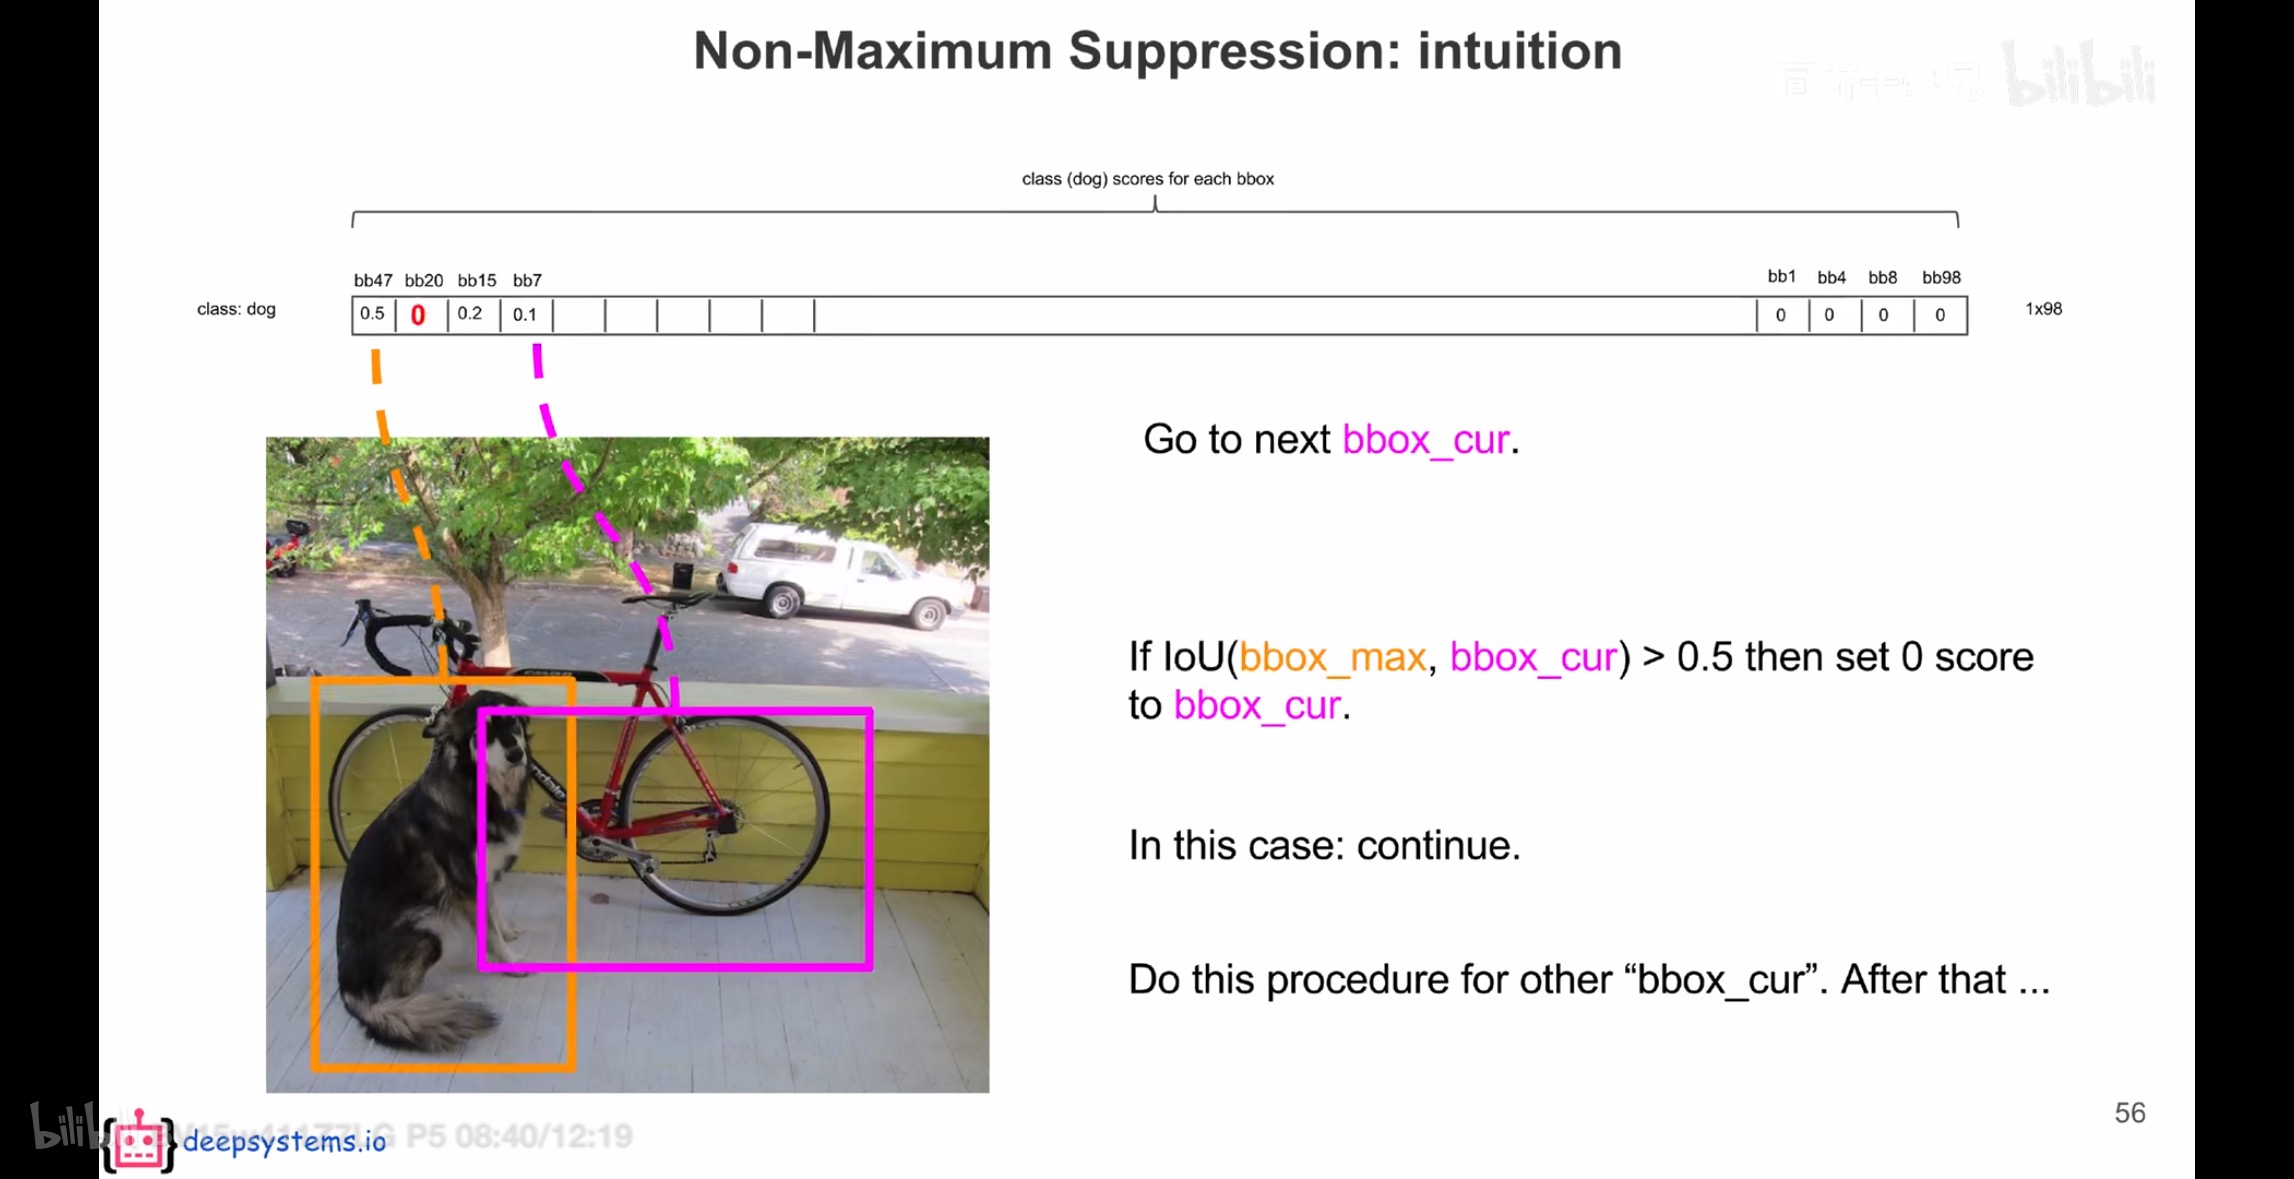 Non-Maximum Suppression: intuition
bilibili
class (dog) scores for each bbox
bb47 bb20 bb15 bb7 bb1 bb4 bb8 bb98
class: dog 0.5 0 0.2 0.1 0 0 0 0 1x98
Go to next bbox_cur.
If IoU(bbox_max, bbox_cur) > 0.5 then set 0 score
to bbox_cur.
In this case: continue.
Do this procedure for other “bbox_cur”. After that ...
56
deepsystems.io P5 08:40/12:19